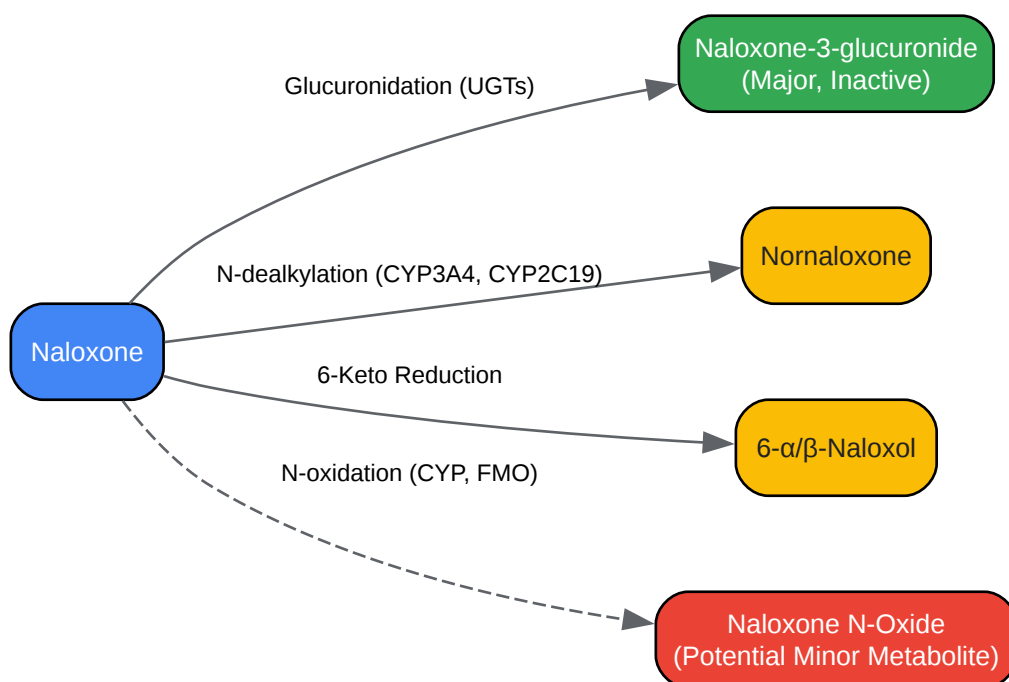 Naloxone-3-glucuronide
(Major, Inactive)
Glucuronidation (UGTs)
Nornaloxone
N-dealkylation (CYP3A4, CYP2C19)
Naloxone
6-Keto Reduction
6-α/β-Naloxol
N-oxidation (CYP, FMO)
Naloxone N-Oxide
(Potential Minor Metabolite)